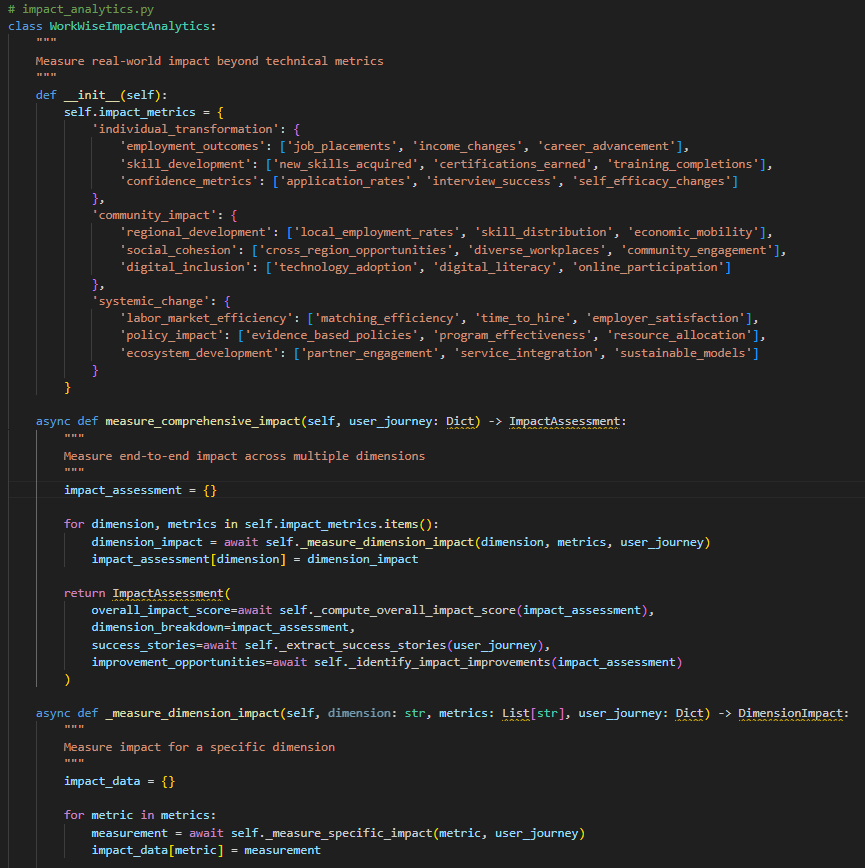 # impact_analytics.py
class WorkWiseImpactAnalytics:
    """
    Measure real-world impact beyond technical metrics
    """
    def __init__(self):
        self.impact_metrics = {
            'individual_transformation': {
                'employment_outcomes': ['job_placements', 'income_changes', 'career_advancement'],
                'skill_development': ['new_skills_acquired', 'certifications_earned', 'training_completions'],
                'confidence_metrics': ['application_rates', 'interview_success', 'self_efficacy_changes']
            },
            'community_impact': {
                'regional_development': ['local_employment_rates', 'skill_distribution', 'economic_mobility'],
                'social_cohesion': ['cross_region_opportunities', 'diverse_workplaces', 'community_engagement'],
                'digital_inclusion': ['technology_adoption', 'digital_literacy', 'online_participation']
            },
            'systemic_change': {
                'labor_market_efficiency': ['matching_efficiency', 'time_to_hire', 'employer_satisfaction'],
                'policy_impact': ['evidence_based_policies', 'program_effectiveness', 'resource_allocation'],
                'ecosystem_development': ['partner_engagement', 'service_integration', 'sustainable_models']
            }
        }

    async def measure_comprehensive_impact(self, user_journey: Dict) -> ImpactAssessment:
        """
        Measure end-to-end impact across multiple dimensions
        """
        impact_assessment = {}

        for dimension, metrics in self.impact_metrics.items():
            dimension_impact = await self._measure_dimension_impact(dimension, metrics, user_journey)
            impact_assessment[dimension] = dimension_impact

        return ImpactAssessment(
            overall_impact_score=await self._compute_overall_impact_score(impact_assessment),
            dimension_breakdown=impact_assessment,
            success_stories=await self._extract_success_stories(user_journey),
            improvement_opportunities=await self._identify_impact_improvements(impact_assessment)
        )

    async def _measure_dimension_impact(self, dimension: str, metrics: List[str], user_journey: Dict) -> DimensionImpact:
        """
        Measure impact for a specific dimension
        """
        impact_data = {}

        for metric in metrics:
            measurement = await self._measure_specific_impact(metric, user_journey)
            impact_data[metric] = measurement